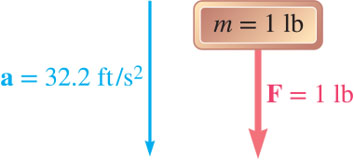 m = 1 lb
a = 32.2 ft/s²
F = 1 lb